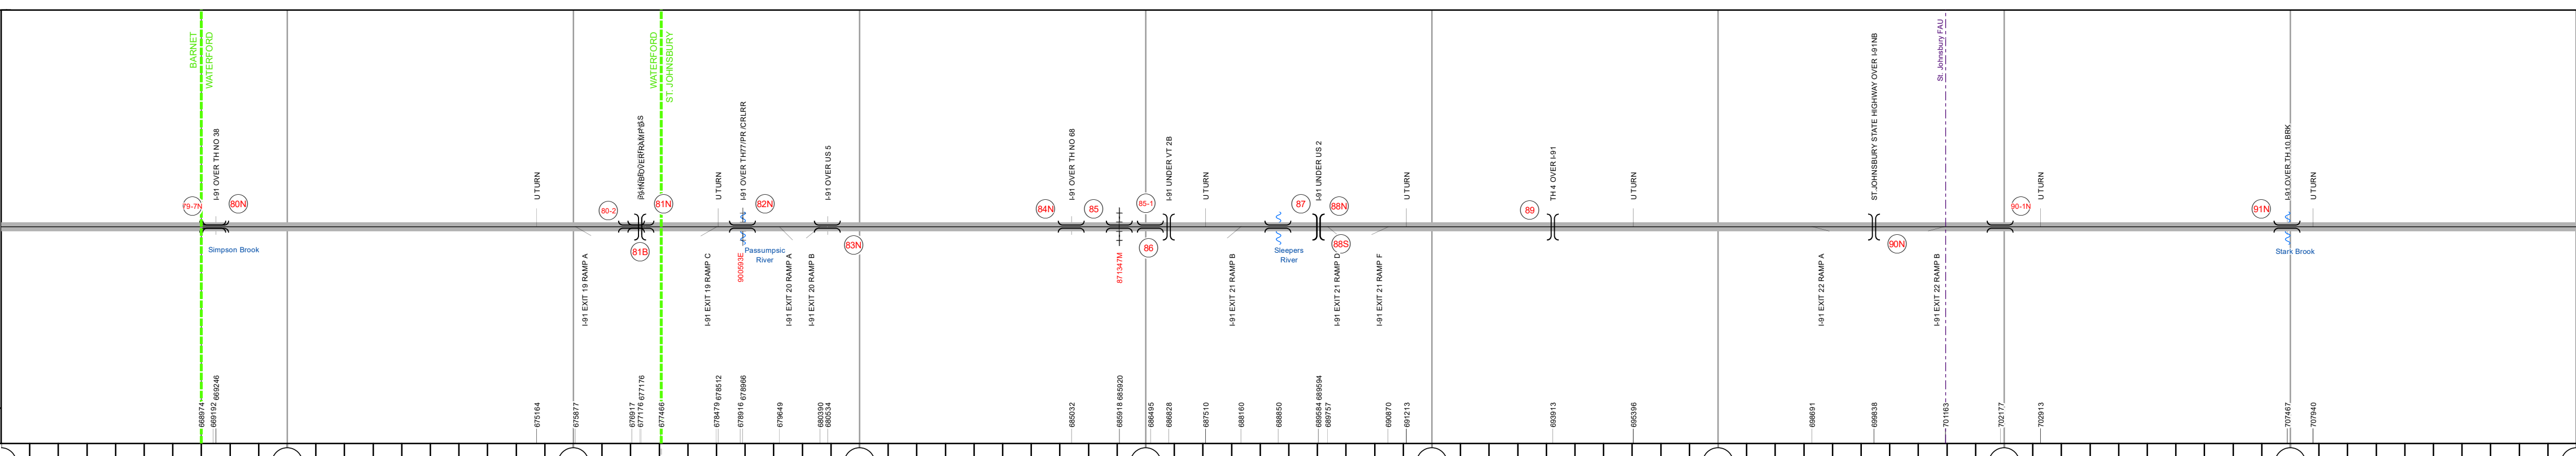 BARNET
WATERFORD
WATERFORD
ST. JOHNSBURY
St. Johnsbury FAU
I-91 OVER TH NO 38
U TURN
U TURN
I-91 OVER TH77/PR /CRLRR
I-91 OVER US 5
I-91 OVER TH NO 68
I-91 UNDER VT 2B
U TURN
I-91 UNDER US 2
U TURN
TH 4 OVER I-91
U TURN
ST. JOHNSBURY STATE HIGHWAY OVER I-91NB
U TURN
I-91 OVER TH 10 BRK
U TURN
79-7N
80N
80-2
81N
82N
84N
85
85-1
87
88N
89
90-1N
91N
81B
83N
86
88S
90N
Simpson Brook
Passumpsic
River
Sleepers
River
Stark Brook
900593E
871347M
I-91 EXIT 19 RAMP A
I-91 EXIT 19 RAMP C
I-91 EXIT 20 RAMP A
I-91 EXIT 20 RAMP B
I-91 EXIT 21 RAMP B
I-91 EXIT 21 RAMP D
I-91 EXIT 21 RAMP F
I-91 EXIT 22 RAMP A
I-91 EXIT 22 RAMP B
668974
669192
669246
675164
675877
676917
677176
677176
677466
678479
678512
678916
678966
679649
680390
680534
685032
685918
685920
686495
686828
687510
688160
688850
689584
689594
689757
690870
691213
693913
695396
698691
699838
701163
702177
702913
707467
707940